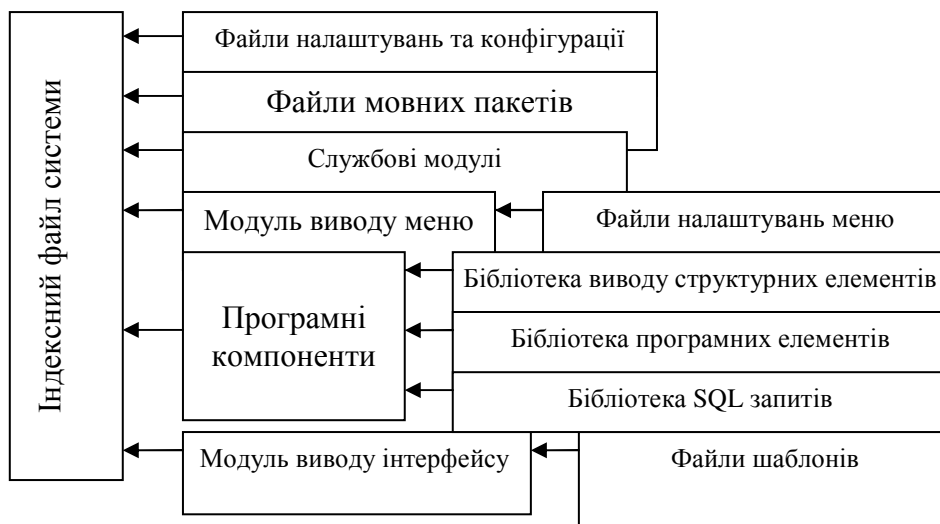 Індексний файл системи
Файли налаштувань та конфігурації
Файли мовних пакетів
Службові модулі
Модуль виводу меню
Файли налаштувань меню
Програмні
компоненти
Бібліотека виводу структурних елементів
Бібліотека програмних елементів
Бібліотека SQL запитів
Модуль виводу інтерфейсу
Файли шаблонів